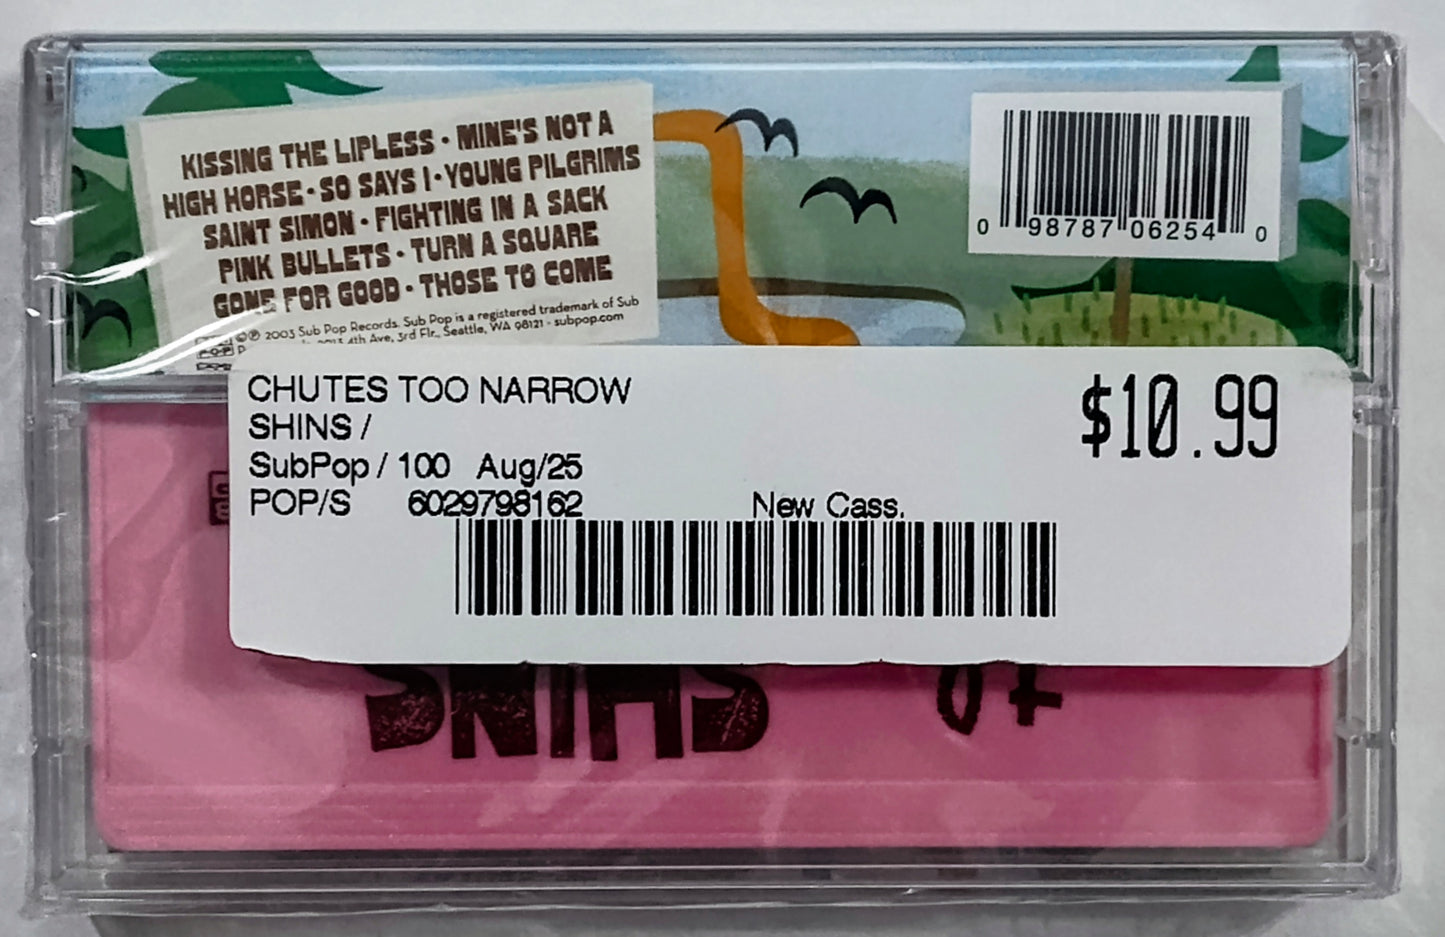 KISSING THE LIPLESS • MINE'S NOT A
HIGH HORSE • SO SAYS I • YOUNG PILGRIMS
SAINT SIMON • FIGHTING IN A SACK
PINK BULLETS • TURN A SQUARE
GONE FOR GOOD • THOSE TO COME
©℗ 2003 Sub Pop Records. Sub Pop is a registered trademark of Sub
4th Ave, 3rd Flr., Seattle, WA 98121 - subpop.com
0 98787 06254 0
CHUTES TOO NARROW
SHINS /
SubPop / 100 Aug/25
POP/S 6029798162 New Cass.
$10.99
SHINS